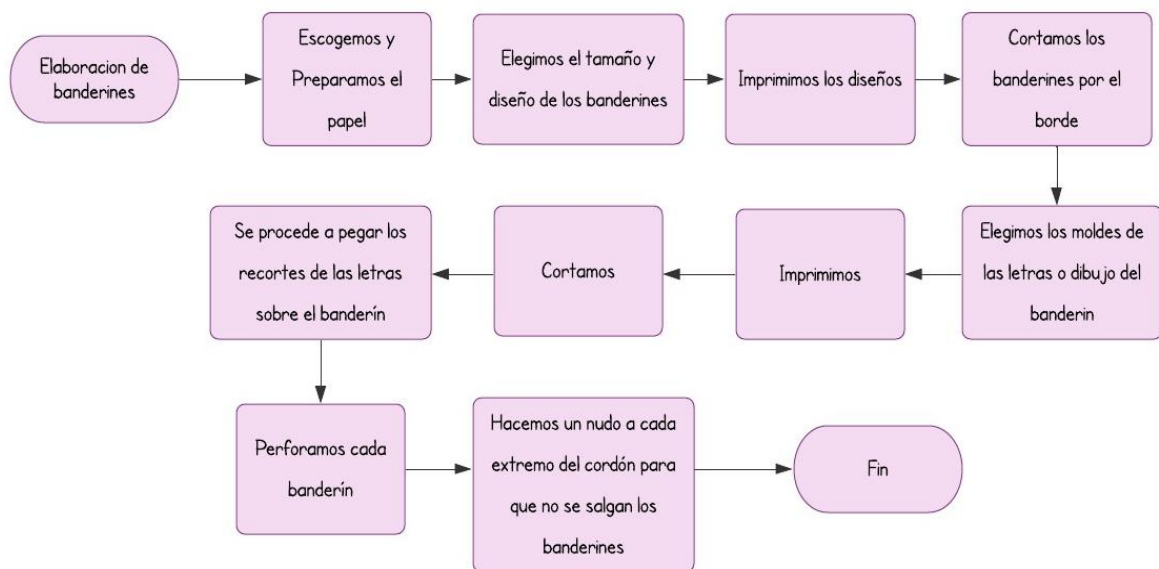 Elaboracion de
banderines
Escogemos y
Preparamos el
papel
Elegimos el tamaño y
diseño de los banderines
Imprimimos los diseños
Cortamos los
banderines por el
borde
Elegimos los moldes de
las letras o dibujo del
banderin
Imprimimos
Cortamos
Se procede a pegar los
recortes de las letras
sobre el banderín
Perforamos cada
banderín
Hacemos un nudo a cada
extremo del cordón para
que no se salgan los
banderines
Fin